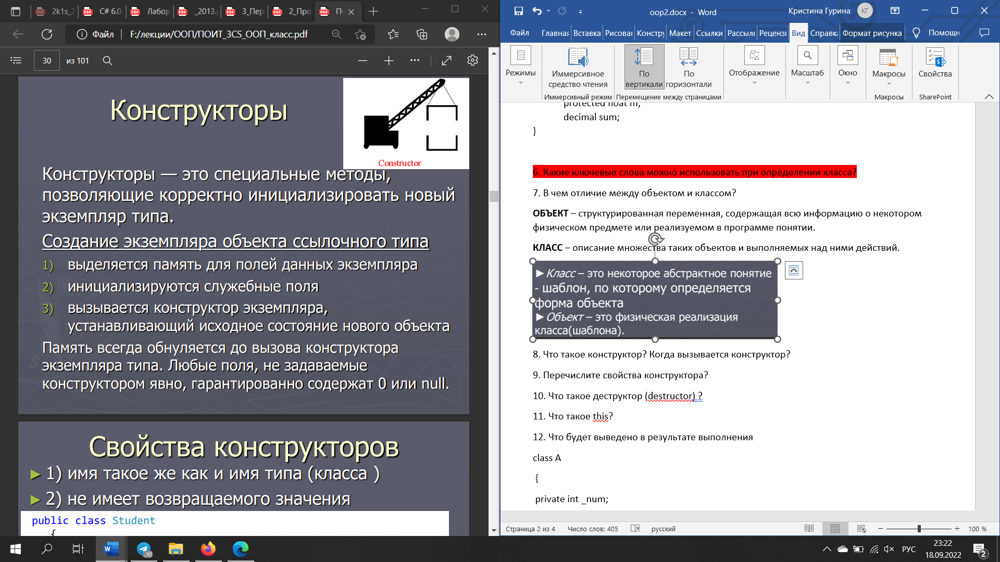 2k1s_2
C# 6.0.
Лабор
_2013.
3_Пер
2_Про
ПО
Файл
F:/лекции/ООП/ПОИТ_3CS_ООП_класс.pdf
30
из 101
Конструкторы
Constructor
Конструкторы — это специальные методы,
позволяющие корректно инициализировать новый
экземпляр типа.
Создание экземпляра объекта ссылочного типа
1) выделяется память для полей данных экземпляра
2) инициализируются служебные поля
3) вызывается конструктор экземпляра,
устанавливающий исходное состояние нового объекта
Память всегда обнуляется до вызова конструктора
экземпляра типа. Любые поля, не задаваемые
конструктором явно, гарантированно содержат 0 или null.
Свойства конструкторов
► 1) имя такое же как и имя типа (класса )
► 2) не имеет возвращаемого значения
public class Student
{
oop2.docx - Word
Кристина Гурина
КГ
Файл
Главная
Вставка
Рисоваі
Констру
Макет
Ссылки
Рассыль
Рецензи
Вид
Справка
Формат рисунка
Помощн
Режимы
Иммерсивное
средство чтения
По
вертикали
По
горизонтали
Отображение
Масштаб
Окно
Макросы
Свойства
Иммерсивный режим
Перемещение между страницами
Макросы
SharePoint
protected float m;
decimal sum;
}
6. Какие ключевые слова можно использовать при определении класса?
7. В чем отличие между объектом и классом?
ОБЪЕКТ – структурированная переменная, содержащая всю информацию о некотором
физическом предмете или реализуемом в программе понятии.
КЛАСС – описание множества таких объектов и выполняемых над ними действий.
►Класс – это некоторое абстрактное понятие
- шаблон, по которому определяется
форма объекта
►Объект – это физическая реализация
класса(шаблона).
8. Что такое конструктор? Когда вызывается конструктор?
9. Перечислите свойства конструктора?
10. Что такое деструктор (destructor) ?
11. Что такое this?
12. Что будет выведено в результате выполнения
class A
{
private int _num;
Страница 2 из 4
Число слов: 405
русский
100 %
90
РУС
23:22
18.09.2022
2